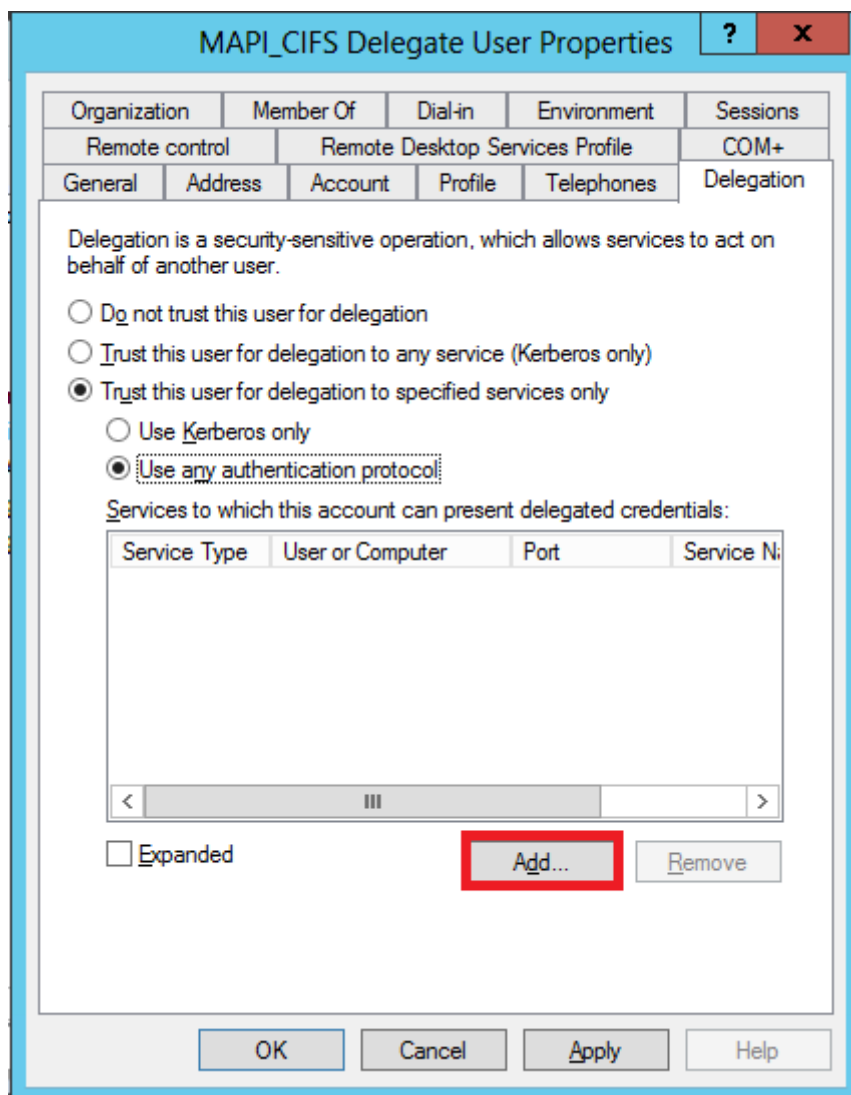 MAPI_CIFS Delegate User Properties
?
x
Organization Member Of Dial-in Environment Sessions
Remote control Remote Desktop Services Profile COM+
General Address Account Profile Telephones Delegation
Delegation is a security-sensitive operation, which allows services to act on
behalf of another user.
Do not trust this user for delegation
Trust this user for delegation to any service (Kerberos only)
Trust this user for delegation to specified services only
Use Kerberos only
Use any authentication protocol
Services to which this account can present delegated credentials:
Service Type User or Computer Port Service
Expanded Add... Remove
OK Cancel Apply Help